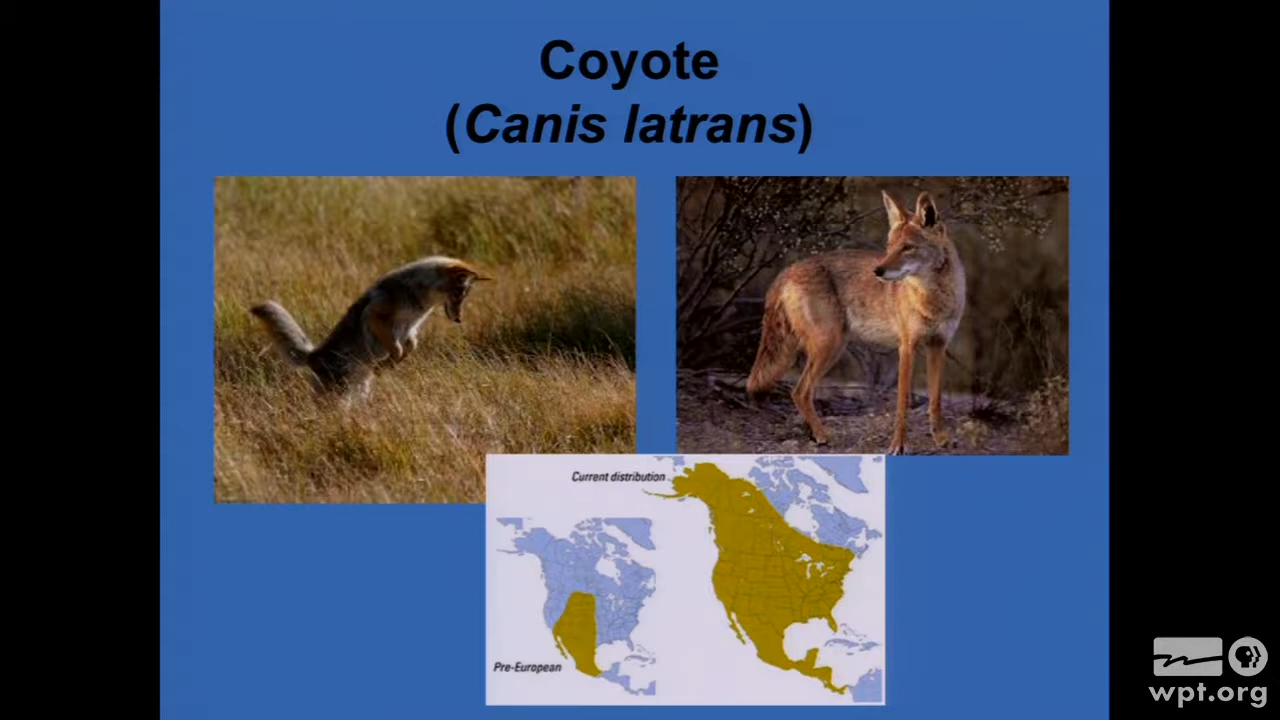 Coyote
(Canis latrans)
Current distribution
Pre-European
wpt.org